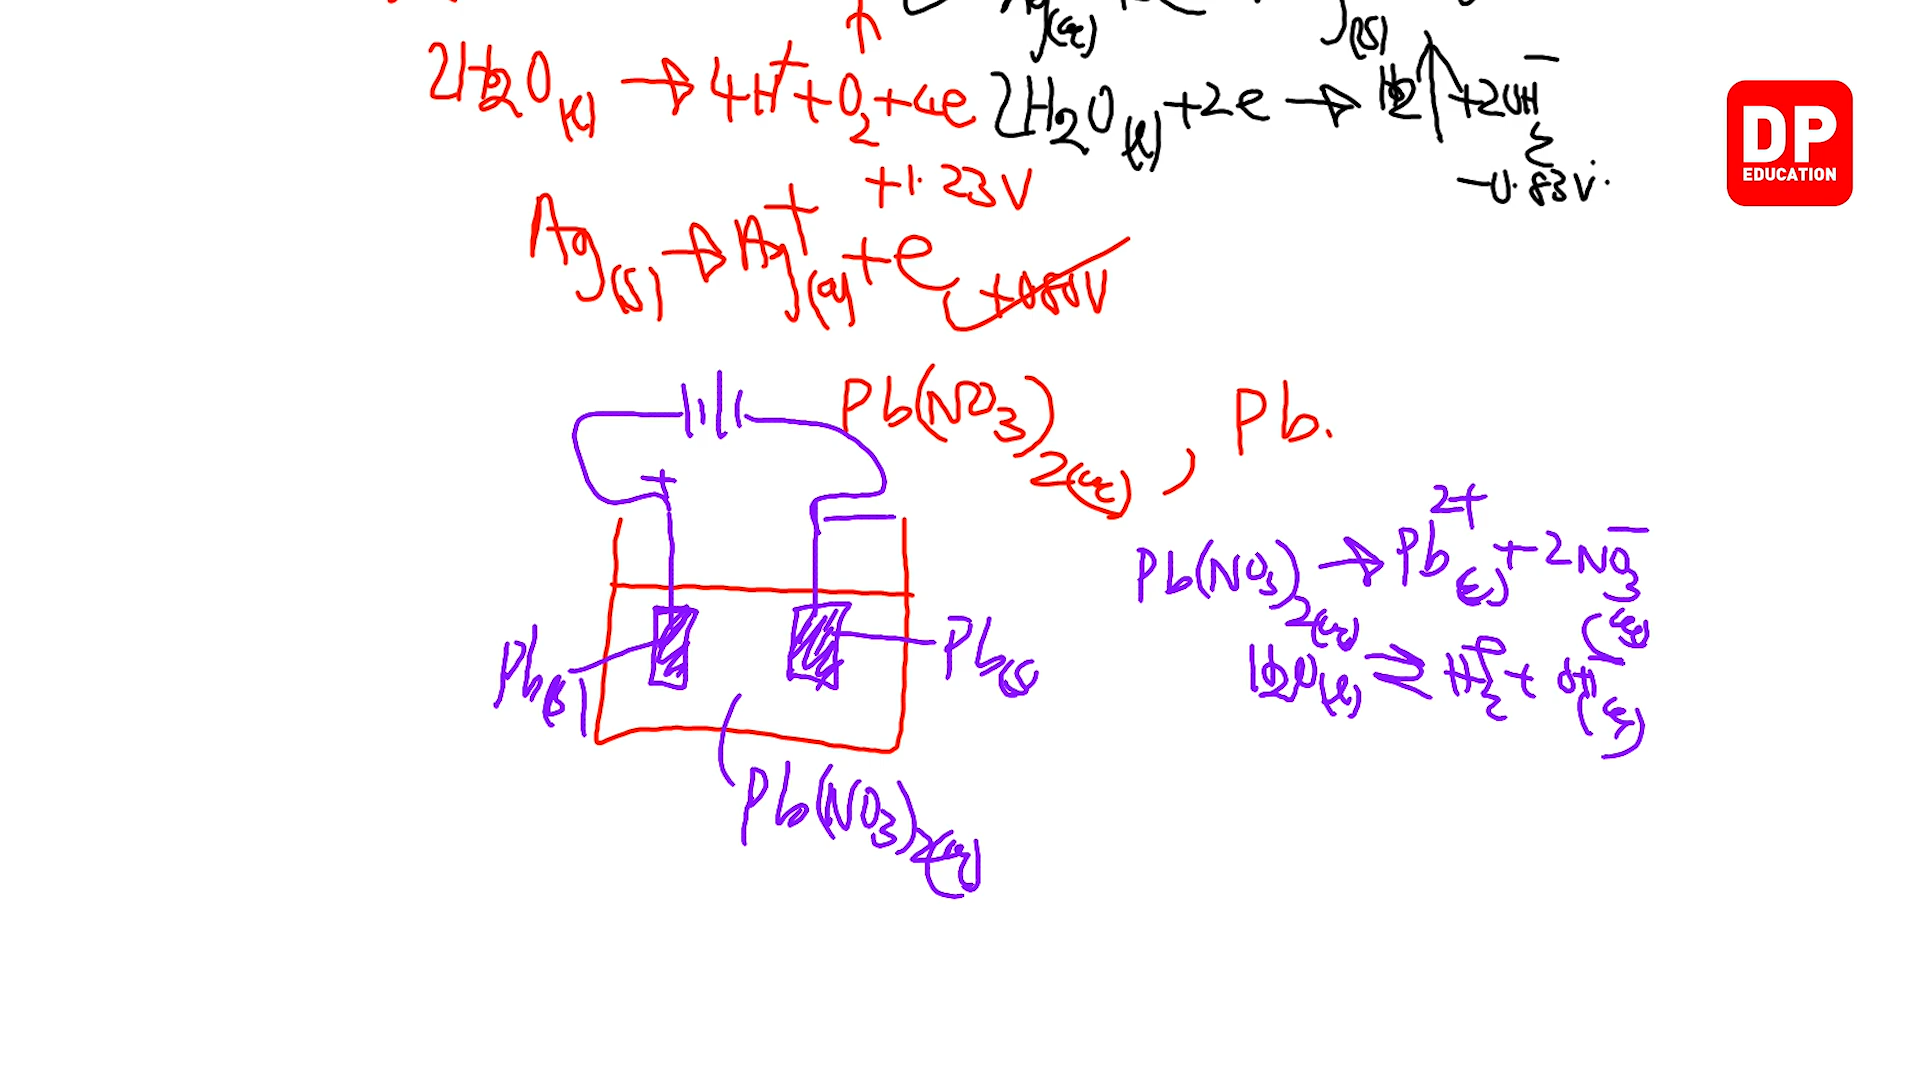 2H₂O(l) → 4H⁺ + O₂↑ + 4e
+1.23V
2H₂O(l) + 2e → H₂↑ + 2OH⁻
-0.83V.
DP
EDUCATION
Ag(s) → Ag⁺(aq) + e
+0.80V
Pb(NO₃)₂(aq) , Pb.
+
−
Pb(s)
Pb(s)
Pb(NO₃)₂(aq)
Pb(NO₃)₂(aq) → Pb²⁺(aq) + 2NO₃⁻(aq)
H₂O(l) ⇌ H⁺ + OH⁻(aq)